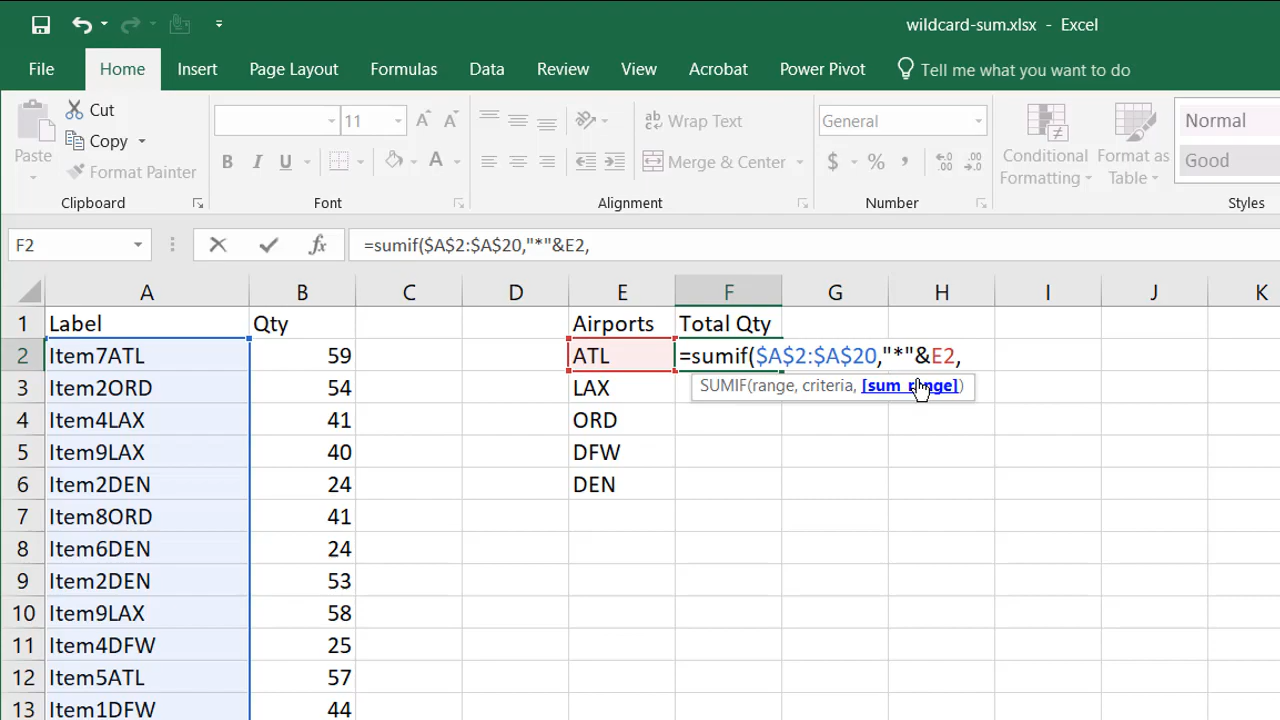 wildcard-sum.xlsx - Excel
File Home Insert Page Layout Formulas Data Review View Acrobat Power Pivot Tell me what you want to do
Cut
Copy
Format Painter
Paste
11
B I U A
Wrap Text
Merge & Center
General
$ % ,
Conditional Formatting
Format as Table
Normal
Good
Clipboard Font Alignment Number Styles
F2 fx =sumif($A$2:$A$20,"*"&E2,
A B C D E F G H I J K
1 Label Qty Airports Total Qty
2 Item7ATL 59 ATL =sumif($A$2:$A$20,"*"&E2,
SUMIF(range, criteria, [sum_range])
3 Item2ORD 54 LAX
4 Item4LAX 41 ORD
5 Item9LAX 40 DFW
6 Item2DEN 24 DEN
7 Item8ORD 41
8 Item6DEN 24
9 Item2DEN 53
10 Item9LAX 58
11 Item4DFW 25
12 Item5ATL 57
13 Item1DFW 44